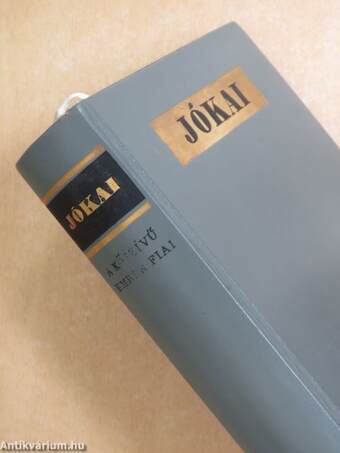 JÓKAI
JÓKAI
A KŐSZÍVŰ
EMBER FIAI
Antikvárium.hu